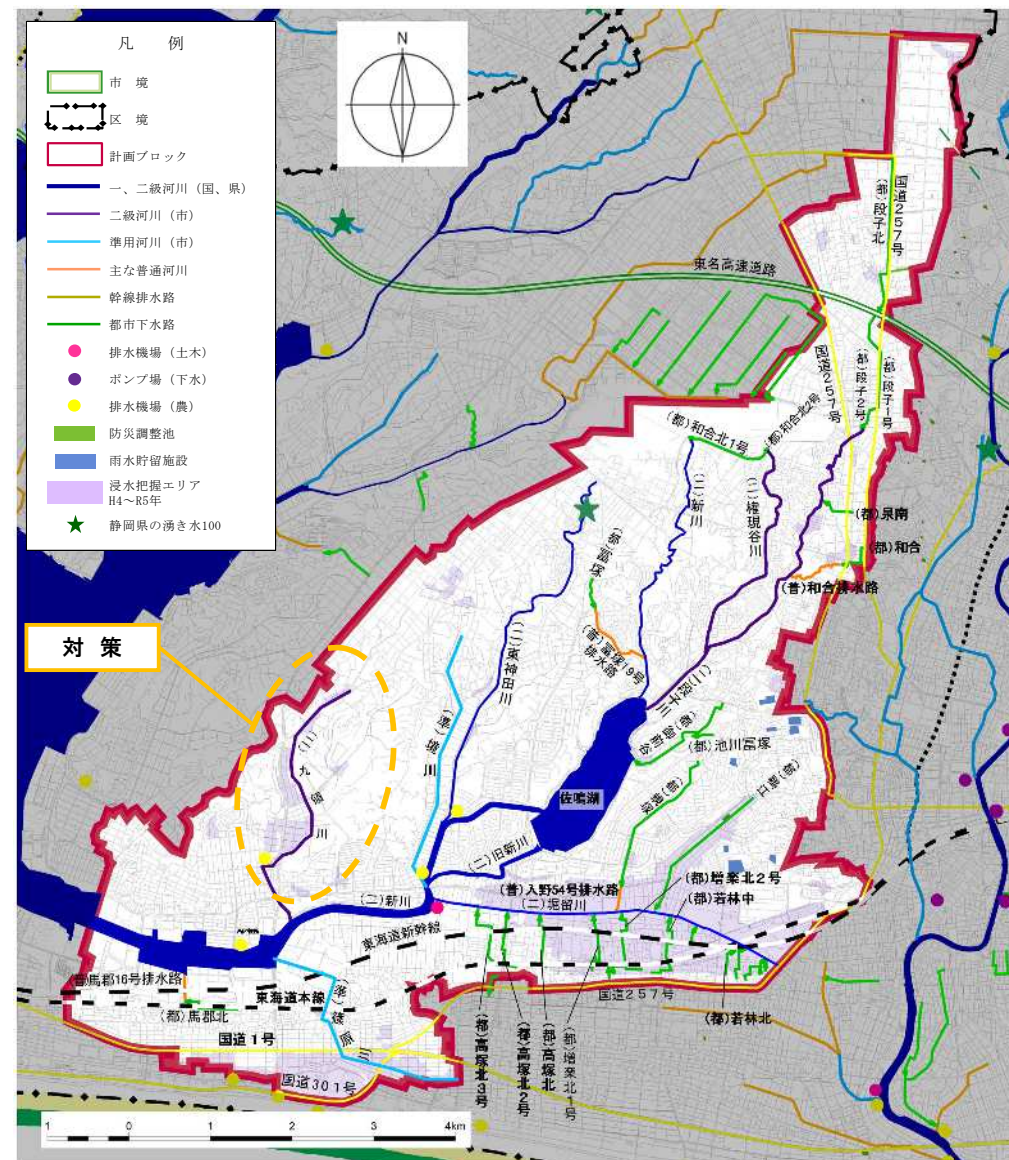 凡 例
市 境
区 境
計画ブロック
一、二級河川（国、県）
二級河川（市）
準用河川（市）
主な普通河川
幹線排水路
都市下水路
排水機場（土木）
ポンプ場（下水）
排水機場（農）
防災調整池
雨水貯留施設
浸水把握エリア
H4～R5年
静岡県の湧き水100
N
対 策
国道257号
(都)段子北
東名高速道路
国道257号
(都)段子2号
(都)段子1号
(都)和合北1号
(都)和合北2号
(二)新川
(二)権現谷川
(都)泉南
(都)和合
(普)和合排水路
(都)富塚
(普)富塚19号
排水路
(二)東神田川
(二)段子川
(都)御前谷
(都)池川富塚
(二)九領川
佐鳴湖
(二)旧新川
(普)入野54号排水路
(都)増楽北2号
(二)新川
(二)堀留川
(都)若林中
東海道新幹線
(普)馬郡16号排水路
東海道本線
(都)馬郡北
国道257号
(準)篠原川
(都)若林北
国道1号
国道301号
(都)高塚北3号
(都)高塚北2号
(都)高塚北
(都)増楽北1号
1 0 1 2 3 4km